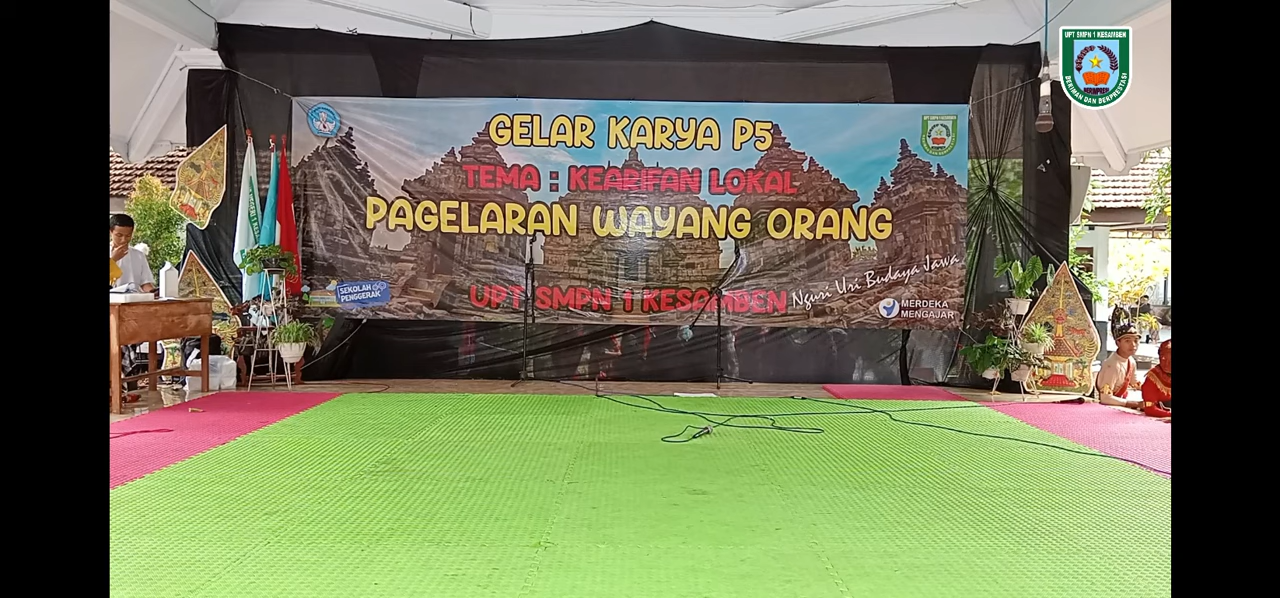 UPT SMPN 1 KESAMBEN
BERIMAN DAN BERPRESTASI
GELAR KARYA P5
TEMA : KEARIFAN LOKAL
PAGELARAN WAYANG ORANG
UPT SMPN 1 KESAMBEN
Nguri Uri Budaya Jawa
SEKOLAH
PENGGERAK
MERDEKA
MENGAJAR